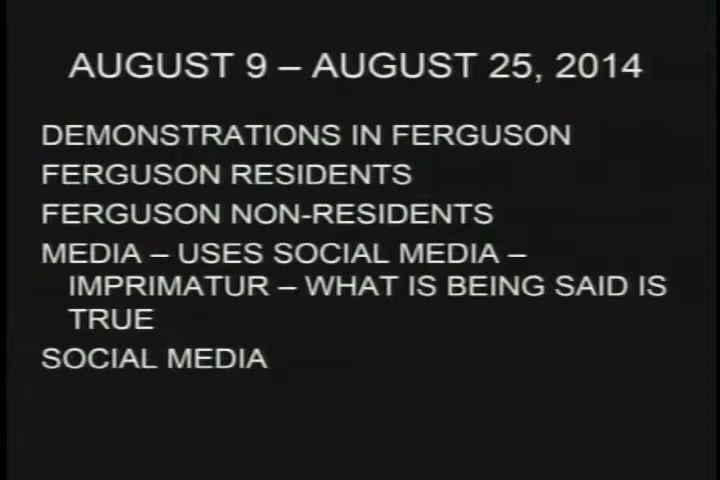 AUGUST 9 – AUGUST 25, 2014
DEMONSTRATIONS IN FERGUSON
FERGUSON RESIDENTS
FERGUSON NON-RESIDENTS
MEDIA – USES SOCIAL MEDIA –
IMPRIMATUR – WHAT IS BEING SAID IS
TRUE
SOCIAL MEDIA